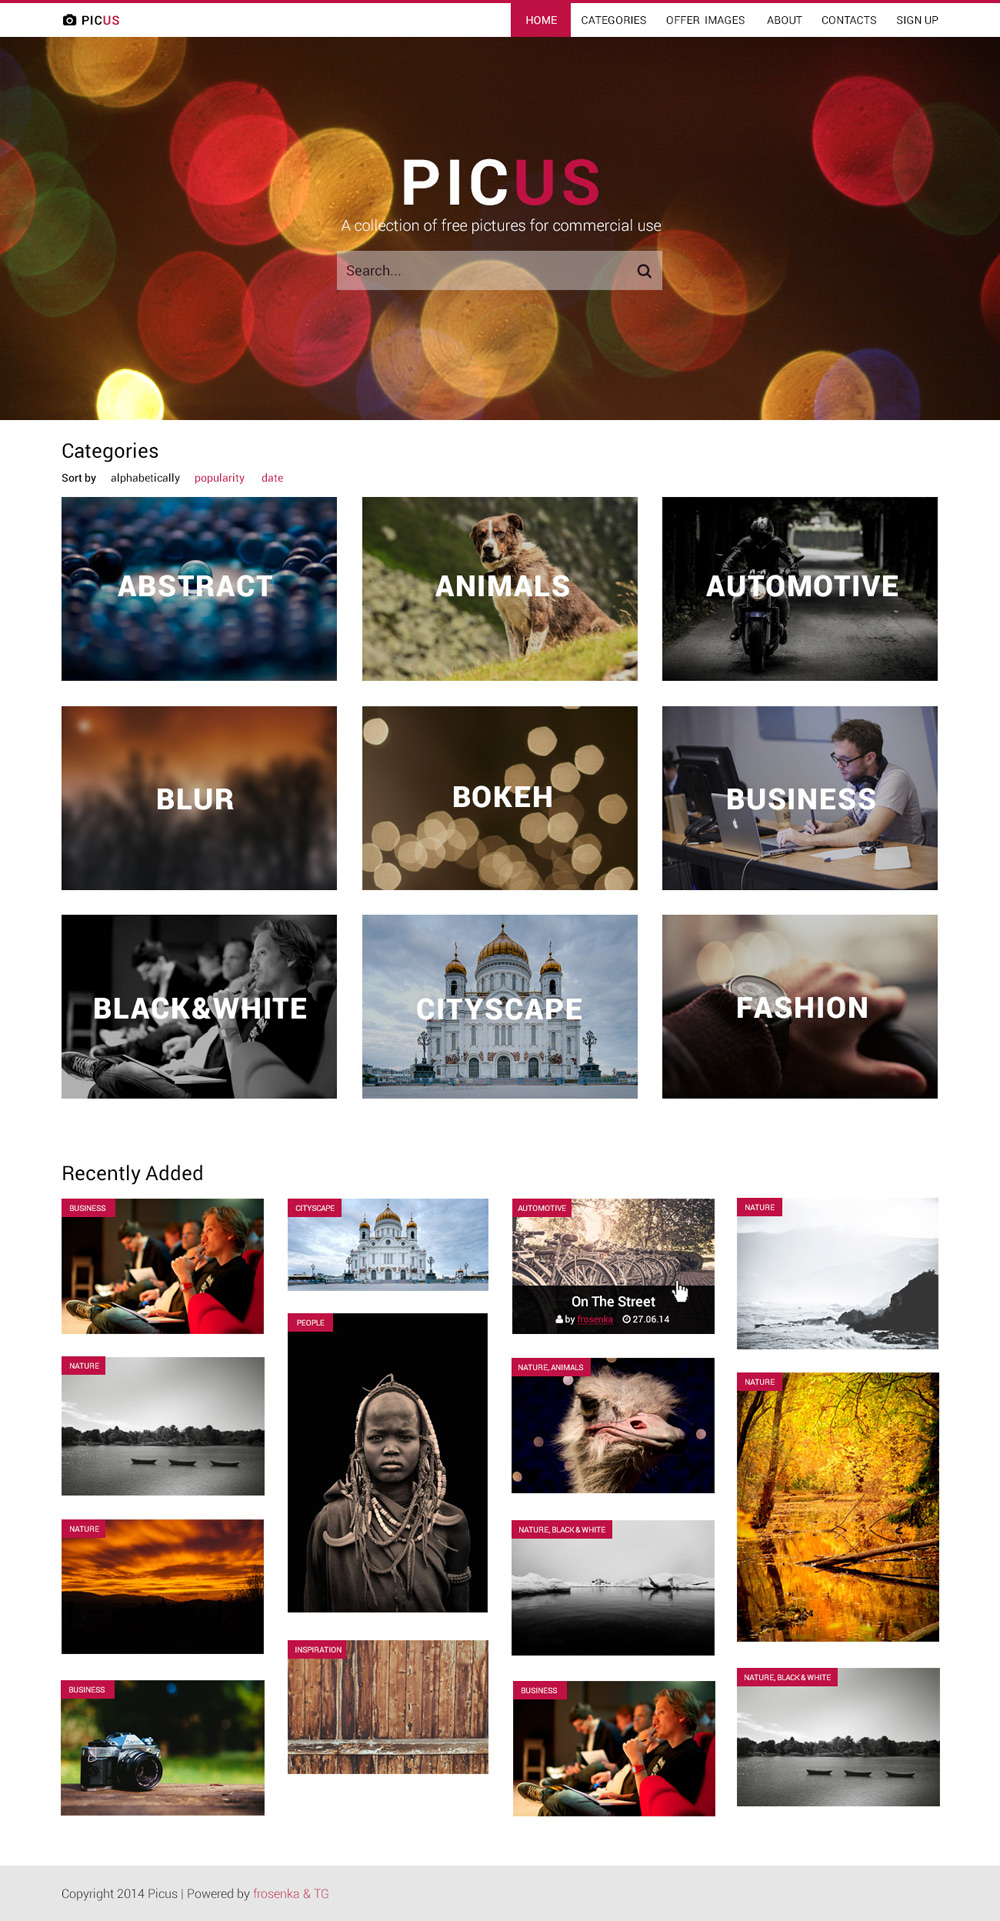 PICUS
HOME CATEGORIES OFFER IMAGES ABOUT CONTACTS SIGN UP
PICUS
A collection of free pictures for commercial use
Search...
Categories
Sort by alphabetically popularity date
ABSTRACT ANIMALS AUTOMOTIVE
BLUR BOKEH BUSINESS
BLACK&WHITE CITYSCAPE FASHION
Recently Added
BUSINESS CITYSCAPE AUTOMOTIVE NATURE
On The Street
by frosenka 27.06.14
PEOPLE
NATURE NATURE, ANIMALS NATURE
NATURE NATURE, BLACK & WHITE
INSPIRATION NATURE, BLACK & WHITE
BUSINESS BUSINESS
Copyright 2014 Picus | Powered by frosenka & TG